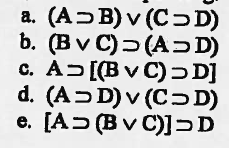 a. (A ⊃ B) ∨ (C ⊃ D)
b. (B ∨ C) ⊃ (A ⊃ D)
c. A ⊃ [(B ∨ C) ⊃ D]
d. (A ⊃ D) ∨ (C ⊃ D)
e. [A ⊃ (B ∨ C)] ⊃ D